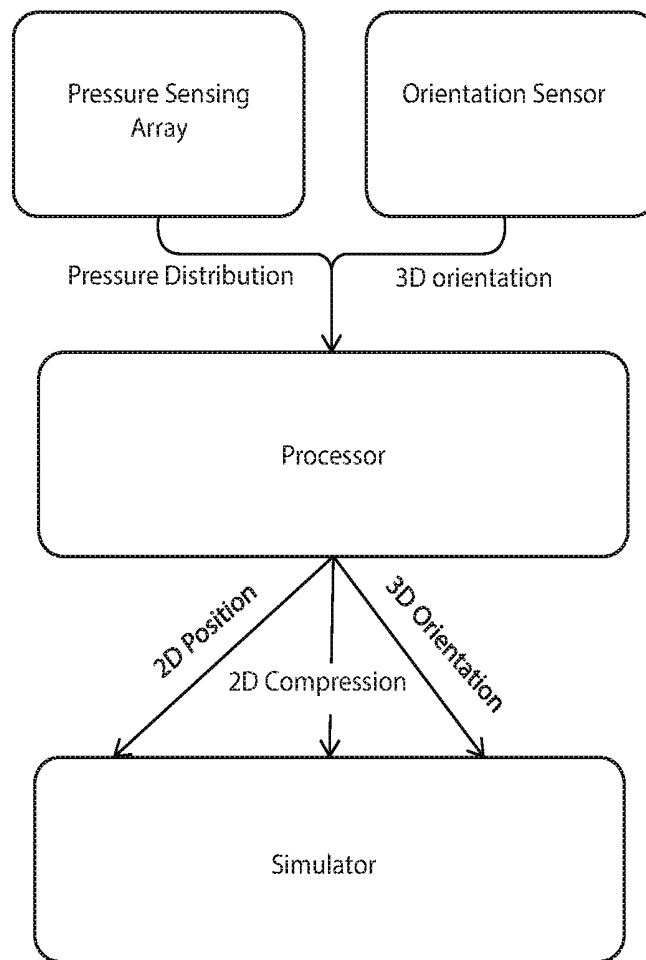 Pressure Sensing
Array
Orientation Sensor
Pressure Distribution
3D orientation
Processor
2D Position
2D Compression
3D Orientation
Simulator